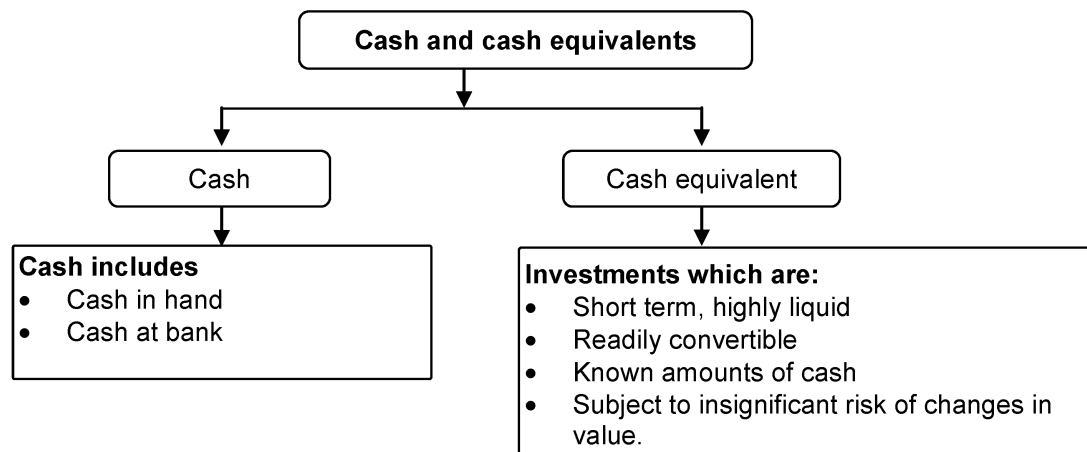 Cash and cash equivalents
Cash
Cash equivalent
Cash includes
• Cash in hand
• Cash at bank
Investments which are:
• Short term, highly liquid
• Readily convertible
• Known amounts of cash
• Subject to insignificant risk of changes in
value.